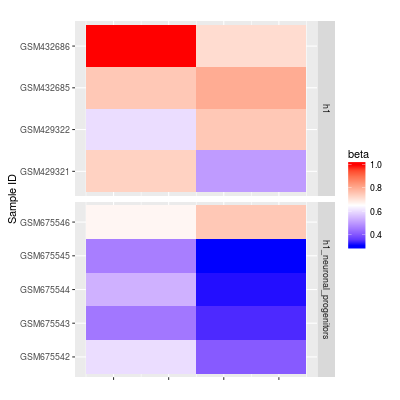 Sample ID
GSM432686
GSM432685
GSM429322
GSM429321
h1
GSM675546
GSM675545
GSM675544
GSM675543
GSM675542
h1_neuronal_progenitors
beta
1.0
0.8
0.6
0.4